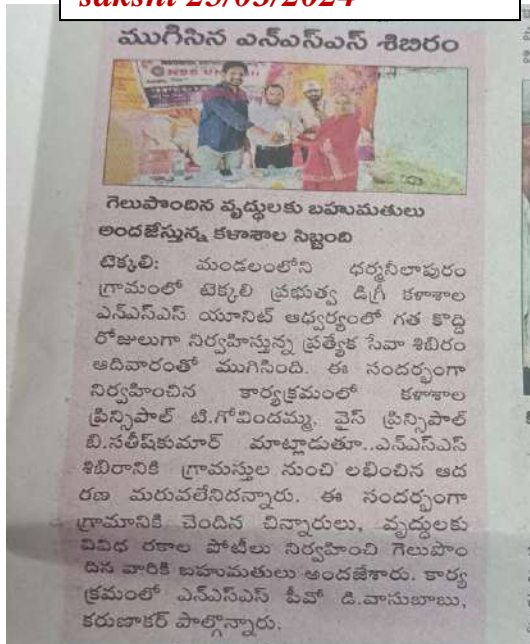 sakshi 25/03/2024
ముగిసిన ఎన్ఎస్ఎస్ శిబిరం
NSS UNIT-II
గెలుపొందిన వృద్ధులకు బహుమతులు
అందజేస్తున్న కళాశాల సిబ్బంది
టెక్కలి: మండలంలోని ధర్మనీలాపురం
గ్రామంలో టెక్కలి ప్రభుత్వ డిగ్రీ కళాశాల
ఎన్ఎస్ఎస్ యూనిట్ ఆధ్వర్యంలో గత కొద్ది
రోజులుగా నిర్వహిస్తున్న ప్రత్యేక సేవా శిబిరం
ఆదివారంతో ముగిసింది. ఈ సందర్భంగా
నిర్వహించిన కార్యక్రమంలో కళాశాల
ప్రిన్సిపాల్ టి.గోవిందమ్మ, వైస్ ప్రిన్సిపాల్
బి.సతీష్‌కుమార్ మాట్లాడుతూ..ఎన్ఎస్ఎస్
శిబిరానికి గ్రామస్తుల నుంచి లభించిన ఆద
రణ మరువలేనిదన్నారు. ఈ సందర్భంగా
గ్రామానికి చెందిన చిన్నారులు, వృద్ధులకు
వివిధ రకాల పోటీలు నిర్వహించి గెలుపొం
దిన వారికి బహుమతులు అందజేశారు. కార్య
క్రమంలో ఎన్ఎస్ఎస్ పీవో డి.వాసుబాబు,
కరుణాకర్ పాల్గొన్నారు.